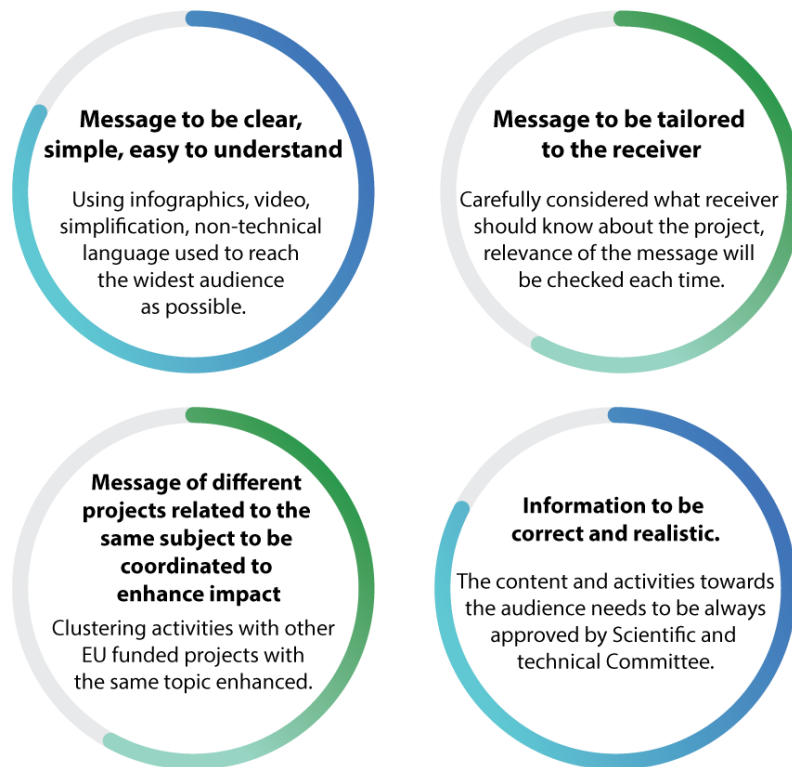 Message to be clear,
simple, easy to understand
Using infographics, video,
simplification, non-technical
language used to reach
the widest audience
as possible.
Message to be tailored
to the receiver
Carefully considered what receiver
should know about the project,
relevance of the message will
be checked each time.
Message of different
projects related to the
same subject to be
coordinated to
enhance impact
Clustering activities with other
EU funded projects with
the same topic enhanced.
Information to be
correct and realistic.
The content and activities towards
the audience needs to be always
approved by Scientific and
technical Committee.